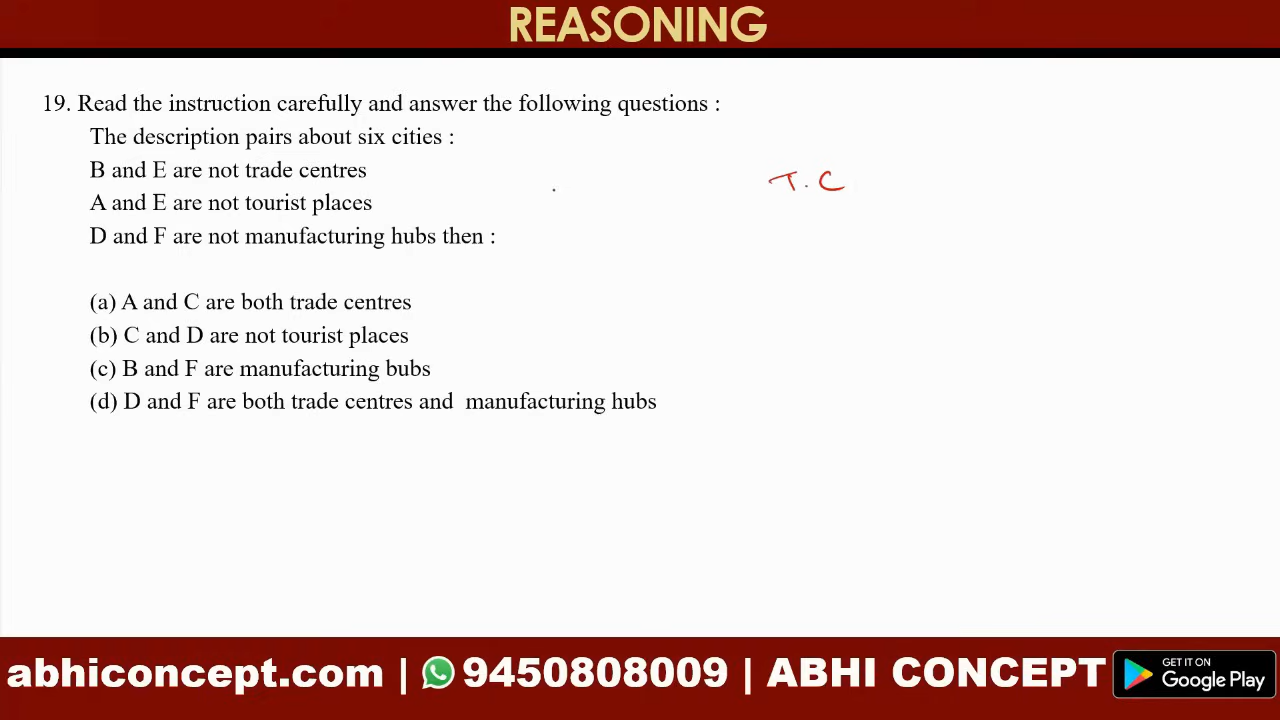 REASONING
19. Read the instruction carefully and answer the following questions :
The description pairs about six cities :
B and E are not trade centres
T. C
A and E are not tourist places
D and F are not manufacturing hubs then :
(a) A and C are both trade centres
(b) C and D are not tourist places
(c) B and F are manufacturing bubs
(d) D and F are both trade centres and manufacturing hubs
abhiconcept.com | 9450808009 | ABHI CONCEPT
GET IT ON
Google Play